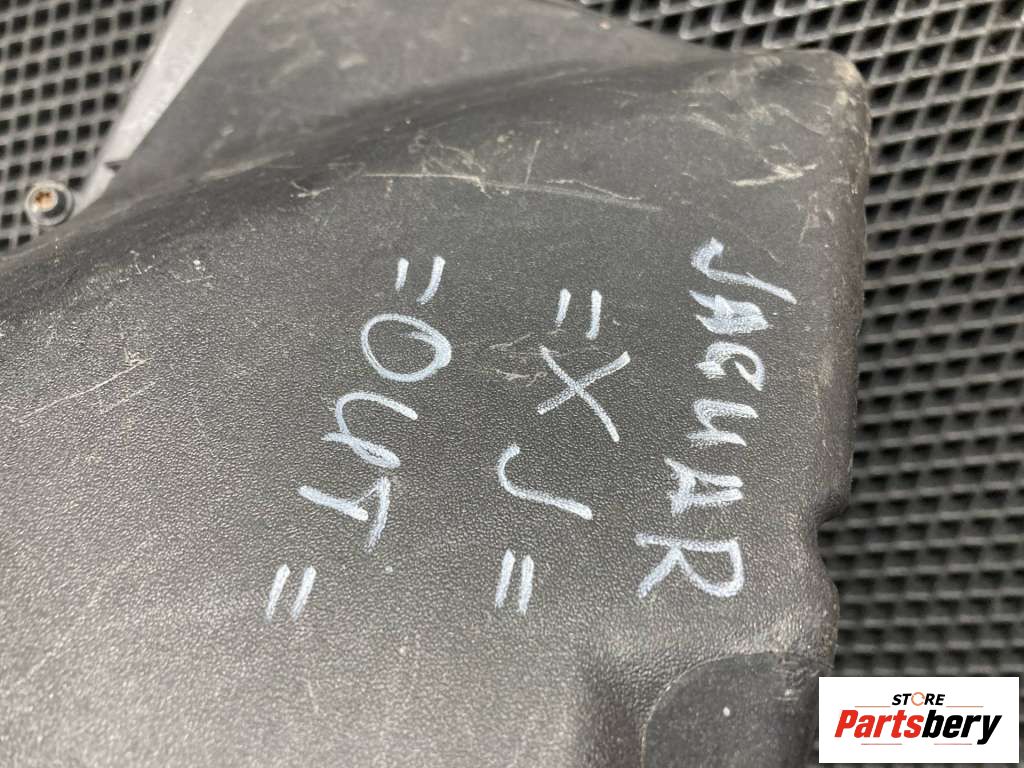 JAGUAR
=XJ=
=OUT=
STORE
Partsbery